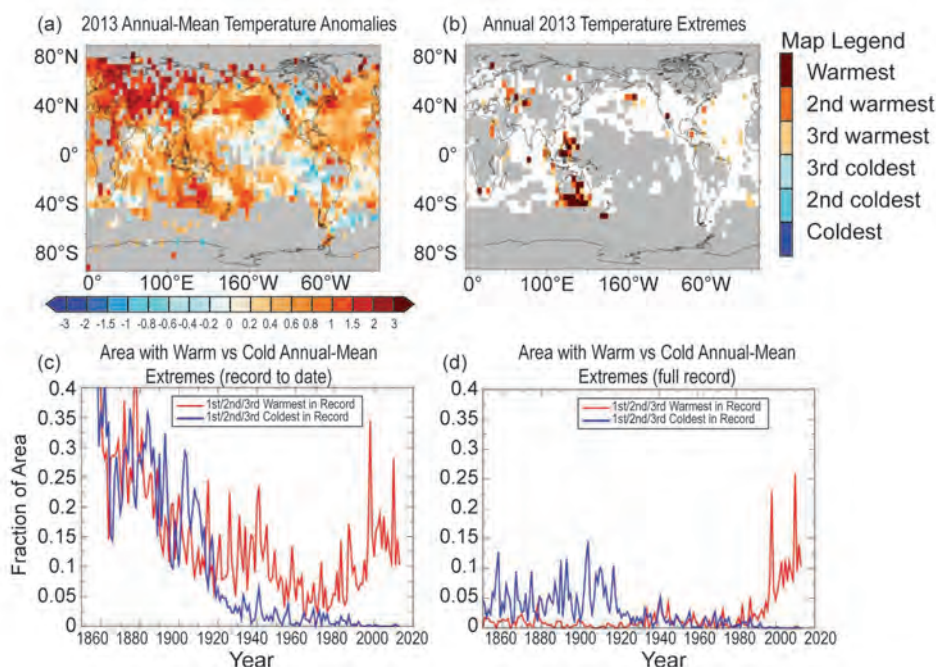 (a) 2013 Annual-Mean Temperature Anomalies
80°N
40°N
0°
40°S
80°S
0° 100°E 160°W 60°W
-3 -2 -1.5 -1 -0.8 -0.6 -0.4 -0.2 0 0.2 0.4 0.6 0.8 1 1.5 2 3
(b) Annual 2013 Temperature Extremes
80°N
40°N
0°
40°S
80°S
0° 100°E 160°W 60°W
Map Legend
Warmest
2nd warmest
3rd warmest
3rd coldest
2nd coldest
Coldest
(c) Area with Warm vs Cold Annual-Mean
Extremes (record to date)
1st/2nd/3rd Warmest in Record
1st/2nd/3rd Coldest in Record
Fraction of Area
0.4
0.35
0.3
0.25
0.2
0.15
0.1
0.05
0
1860 1880 1900 1920 1940 1960 1980 2000 2020
Year
(d) Area with Warm vs Cold Annual-Mean
Extremes (full record)
1st/2nd/3rd Warmest in Record
1st/2nd/3rd Coldest in Record
0.4
0.35
0.3
0.25
0.2
0.15
0.1
0.05
0
1860 1880 1900 1920 1940 1960 1980 2000 2020
Year